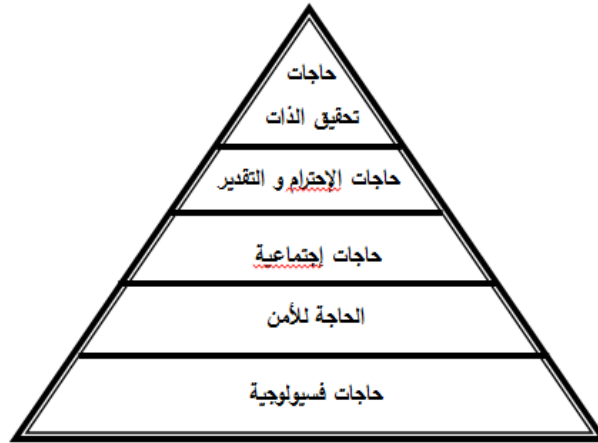 حاجات
تحقيق الذات
حاجات الإحترام و التقدير
حاجات إجتماعية
الحاجة للأمن
حاجات فسيولوجية